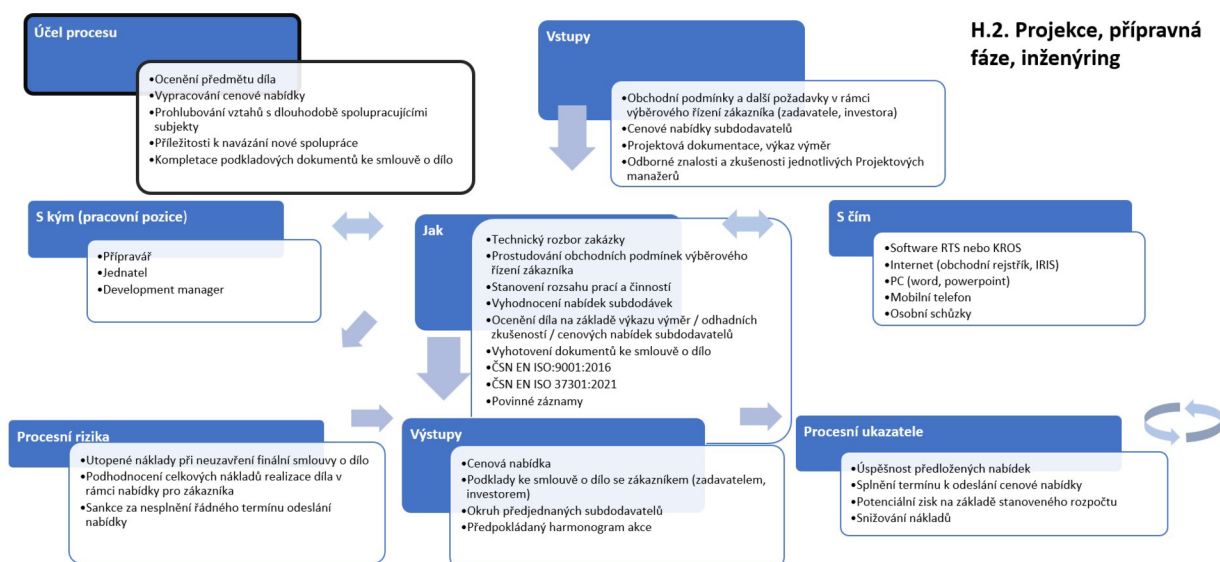 H.2. Projekce, přípravná
fáze, inženýring
Účel procesu
•Ocenění předmětu díla
•Vypracování cenové nabídky
•Prohlubování vztahů s dlouhodobě spolupracujícími
subjekty
•Příležitosti k navázání nové spolupráce
•Kompletace podkladových dokumentů ke smlouvě o dílo
Vstupy
•Obchodní podmínky a další požadavky v rámci
výběrového řízení zákazníka (zadavatele, investora)
•Cenové nabídky subdodavatelů
•Projektová dokumentace, výkaz výměr
•Odborné znalosti a zkušenosti jednotlivých Projektových
manažerů
S kým (pracovní pozice)
•Přípravář
•Jednatel
•Development manager
Jak
•Technický rozbor zakázky
•Prostudování obchodních podmínek výběrového
řízení zákazníka
•Stanovení rozsahu prací a činností
•Vyhodnocení nabídek subdodávek
•Ocenění díla na základě výkazu výměr / odhadních
zkušeností / cenových nabídek subdodavatelů
•Vyhotovení dokumentů ke smlouvě o dílo
•ČSN EN ISO:9001:2016
•ČSN EN ISO 37301:2021
•Povinné záznamy
S čím
•Software RTS nebo KROS
•Internet (obchodní rejstřík, IRIS)
•PC (word, powerpoint)
•Mobilní telefon
•Osobní schůzky
Procesní rizika
•Utopené náklady při neuzavření finální smlouvy o dílo
•Podhodnocení celkových nákladů realizace díla v
rámci nabídky pro zákazníka
•Sankce za nesplnění řádného termínu odeslání
nabídky
Výstupy
•Cenová nabídka
•Podklady ke smlouvě o dílo se zákazníkem (zadavatelem,
investorem)
•Okruh předjednaných subdodavatelů
•Předpokládaný harmonogram akce
Procesní ukazatele
•Úspěšnost předložených nabídek
•Splnění termínu k odeslání cenové nabídky
•Potenciální zisk na základě stanoveného rozpočtu
•Snižování nákladů